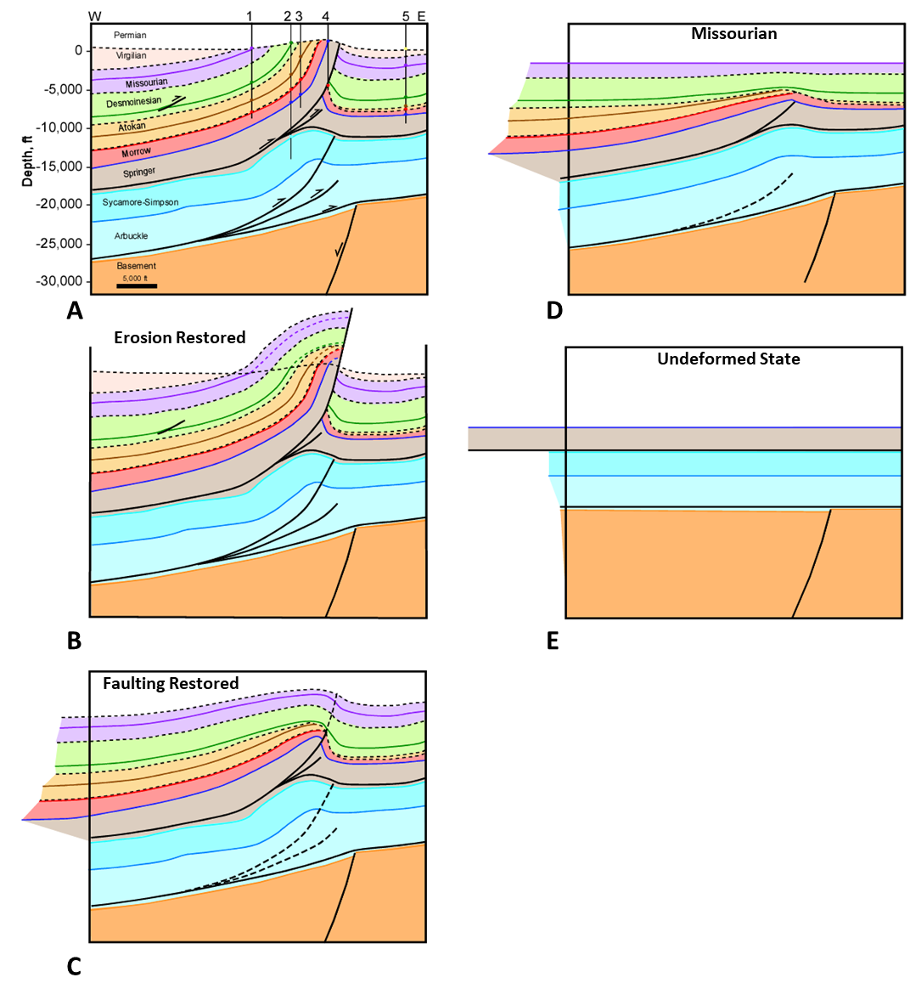 W 1 2 3 4 5 E
Permian
0
Virgilian
Missourian
-5,000
Desmoinesian
Atokan
-10,000
Morrow
-15,000
Springer
-20,000
Sycamore-Simpson
-25,000
Arbuckle
Basement
5,000 ft
-30,000
Depth, ft
A
Missourian
D
Erosion Restored
B
Undeformed State
E
Faulting Restored
C